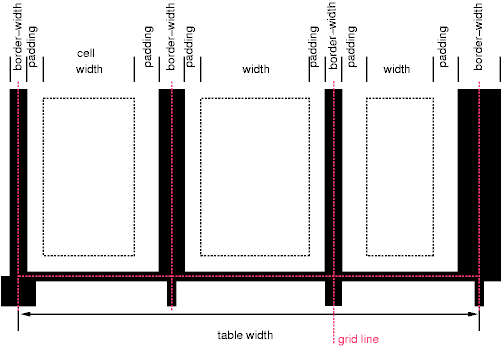 border-width
padding
cell
width
padding
border-width
padding
width
padding
border-width
padding
width
padding
border-width
table width
grid line